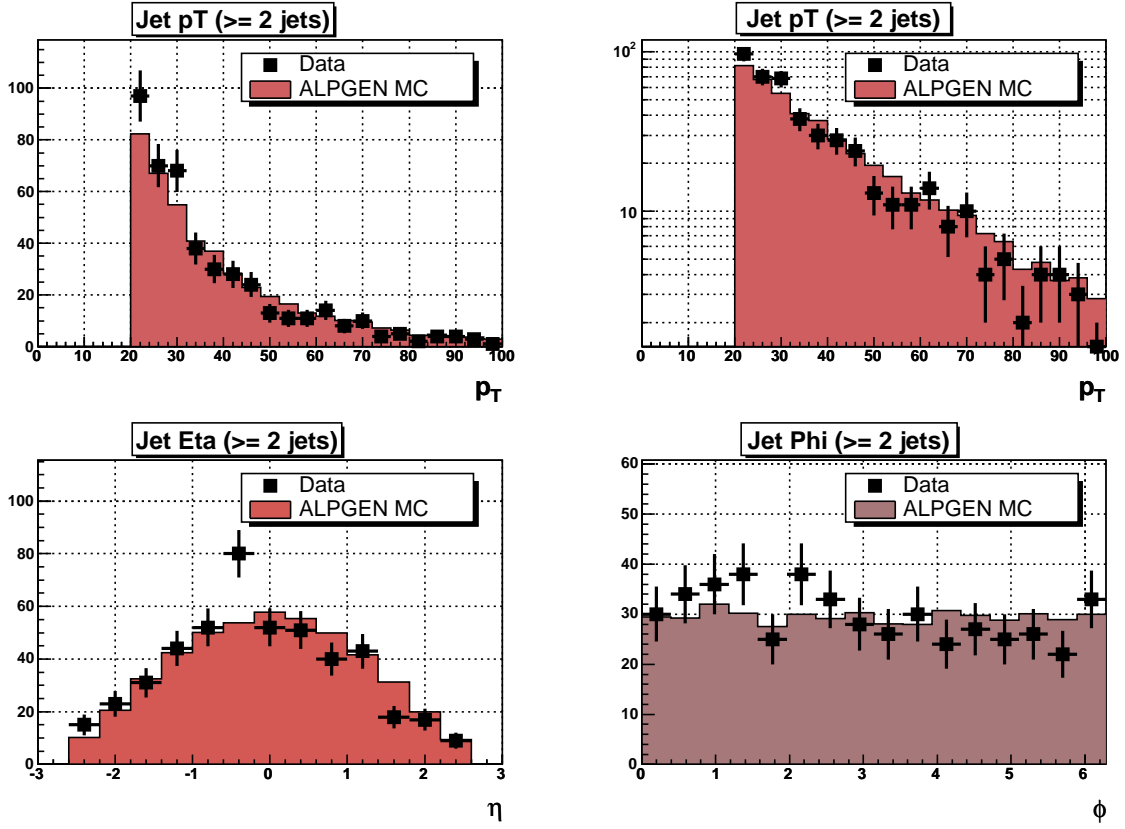 Jet pT (>= 2 jets)
Data
ALPGEN MC
100
80
60
40
20
0
0 10 20 30 40 50 60 70 80 90 100
p_T
Jet pT (>= 2 jets)
Data
ALPGEN MC
10²
10
0 10 20 30 40 50 60 70 80 90 100
p_T
Jet Eta (>= 2 jets)
Data
ALPGEN MC
100
80
60
40
20
0
-3 -2 -1 0 1 2 3
η
Jet Phi (>= 2 jets)
Data
ALPGEN MC
60
50
40
30
20
10
0
0 1 2 3 4 5 6
ϕ